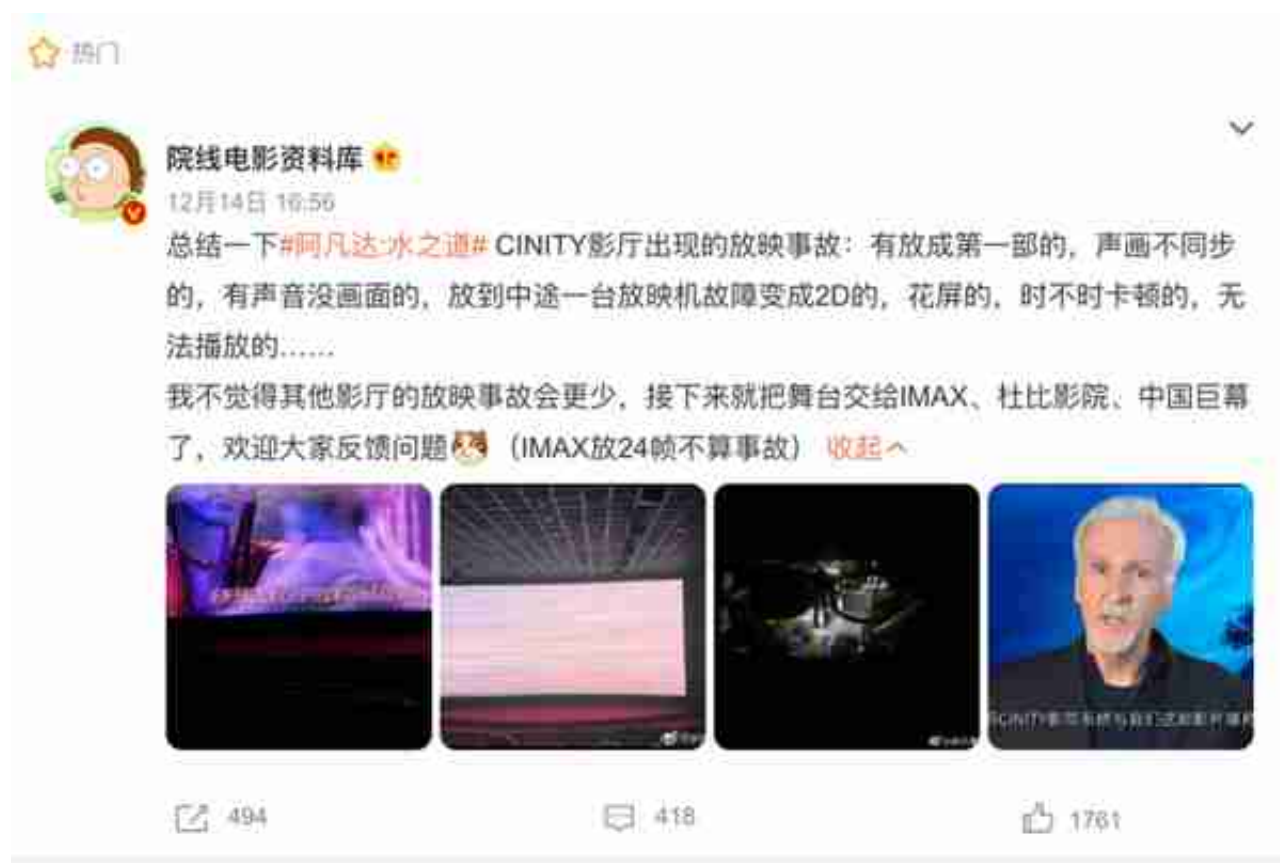 热门
院线电影资料库
12月14日 16:56
总结一下#阿凡达:水之道# CINITY影厅出现的放映事故：有放成第一部的，声画不同步
的，有声音没画面的，放到中途一台放映机故障变成2D的，花屏的，时不时卡顿的，无
法播放的……
我不觉得其他影厅的放映事故会更少，接下来就把舞台交给IMAX、杜比影院、中国巨幕
了，欢迎大家反馈问题（IMAX放24帧不算事故） 收起
494
418
1761